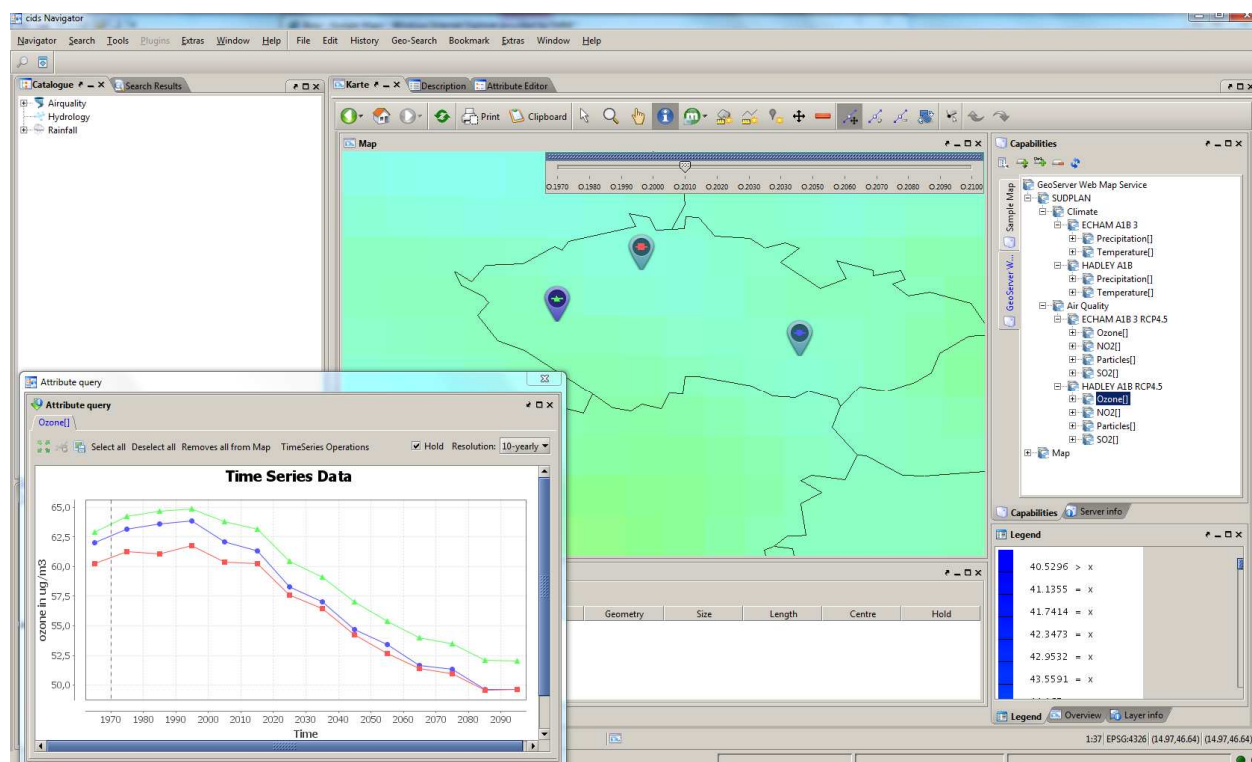 cids Navigator
Navigator Search Tools Plugins Extras Window Help File Edit History Geo-Search Bookmark Extras Window Help
Catalogue Search Results
Airquality
Hydrology
Rainfall
Karte Description Attribute Editor
Print Clipboard
Map
O.1970 O.1980 O.1990 O.2000 O.2010 O.2020 O.2030 O.2040 O.2050 O.2060 O.2070 O.2080 O.2090 O.2100
Geometry Size Length Centre Hold
Capabilities
Sample Map
GeoServer W...
GeoServer Web Map Service
SUDPLAN
Climate
ECHAM A1B 3
Precipitation[]
Temperature[]
HADLEY A1B
Precipitation[]
Temperature[]
Air Quality
ECHAM A1B 3 RCP4.5
Ozone[]
NO2[]
Particles[]
SO2[]
HADLEY A1B RCP4.5
Ozone[]
NO2[]
Particles[]
SO2[]
Map
Capabilities Server info
Legend
40.5296 > x
41.1355 = x
41.7414 = x
42.3473 = x
42.9532 = x
43.5591 = x
Legend Overview Layer info
1:37 EPSG:4326 (14.97,46.64) (14.97,46.64)
Attribute query
Attribute query
Ozone[]
Select all Deselect all Removes all from Map TimeSeries Operations Hold Resolution: 10-yearly
Time Series Data
ozone in ug/m3
65,0
62,5
60,0
57,5
55,0
52,5
50,0
1970 1980 1990 2000 2010 2020 2030 2040 2050 2060 2070 2080 2090
Time